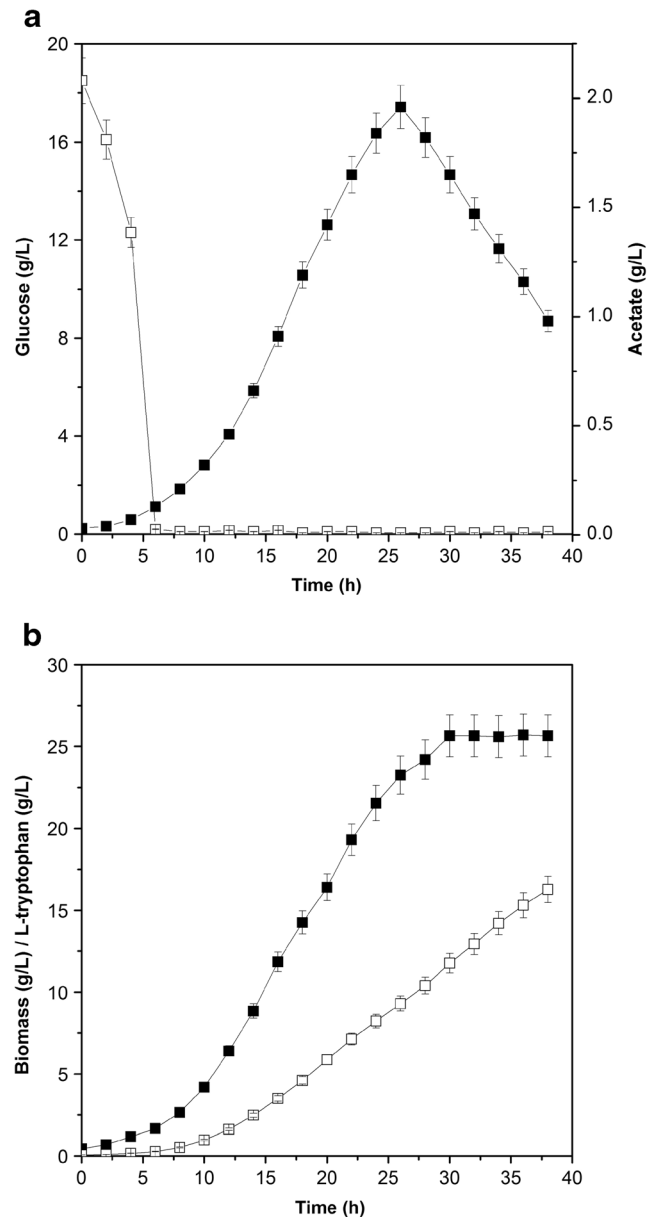 a
20
16
12
8
4
0
Glucose (g/L)
2.0
1.5
1.0
0.5
0.0
Acetate (g/L)
0 5 10 15 20 25 30 35 40
Time (h)
b
30
25
20
15
10
5
0
Biomass (g/L) / L-tryptophan (g/L)
0 5 10 15 20 25 30 35 40
Time (h)